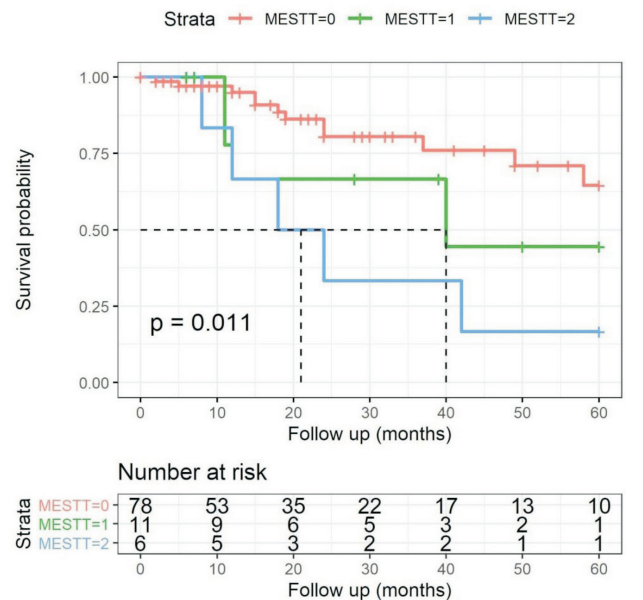 Strata MESTT=0 MESTT=1 MESTT=2
Survival probability
1.00
0.75
0.50
0.25
0.00
p = 0.011
0 10 20 30 40 50 60
Follow up (months)
Number at risk
Strata
MESTT=0 78 53 35 22 17 13 10
MESTT=1 11 9 6 5 3 2 1
MESTT=2 6 5 3 2 2 1 1
0 10 20 30 40 50 60
Follow up (months)